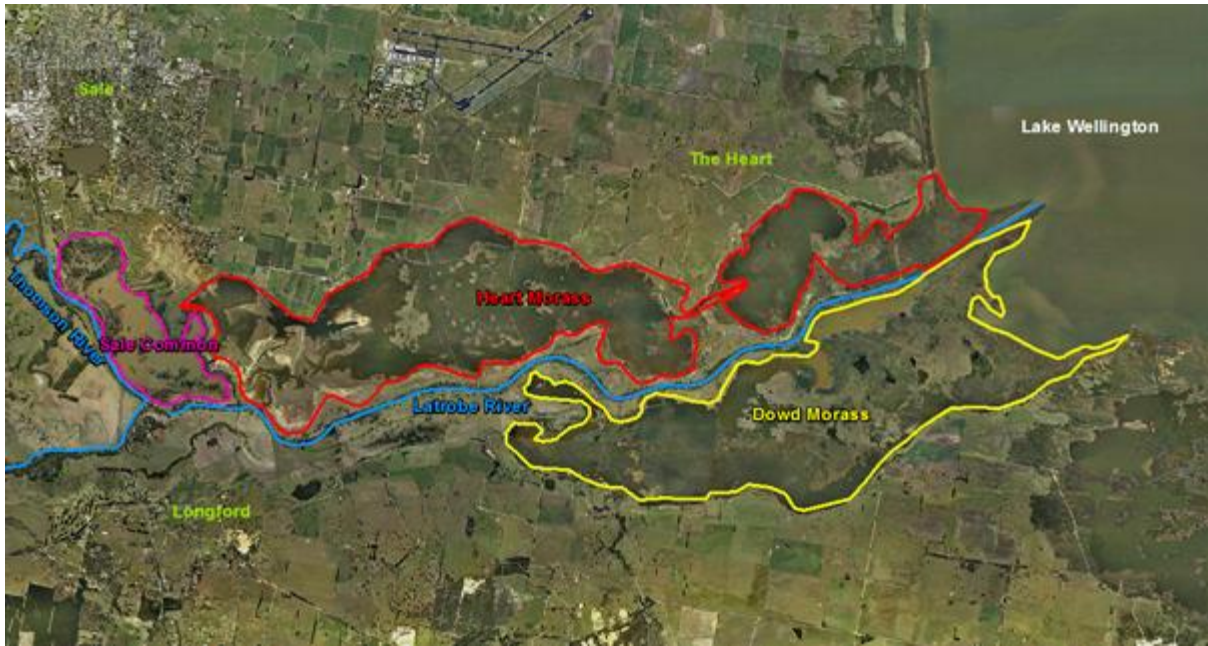 Sale
Lake Wellington
The Heart
Thomson River
Heart Morass
Sale Common
Latrobe River
Dowd Morass
Longford